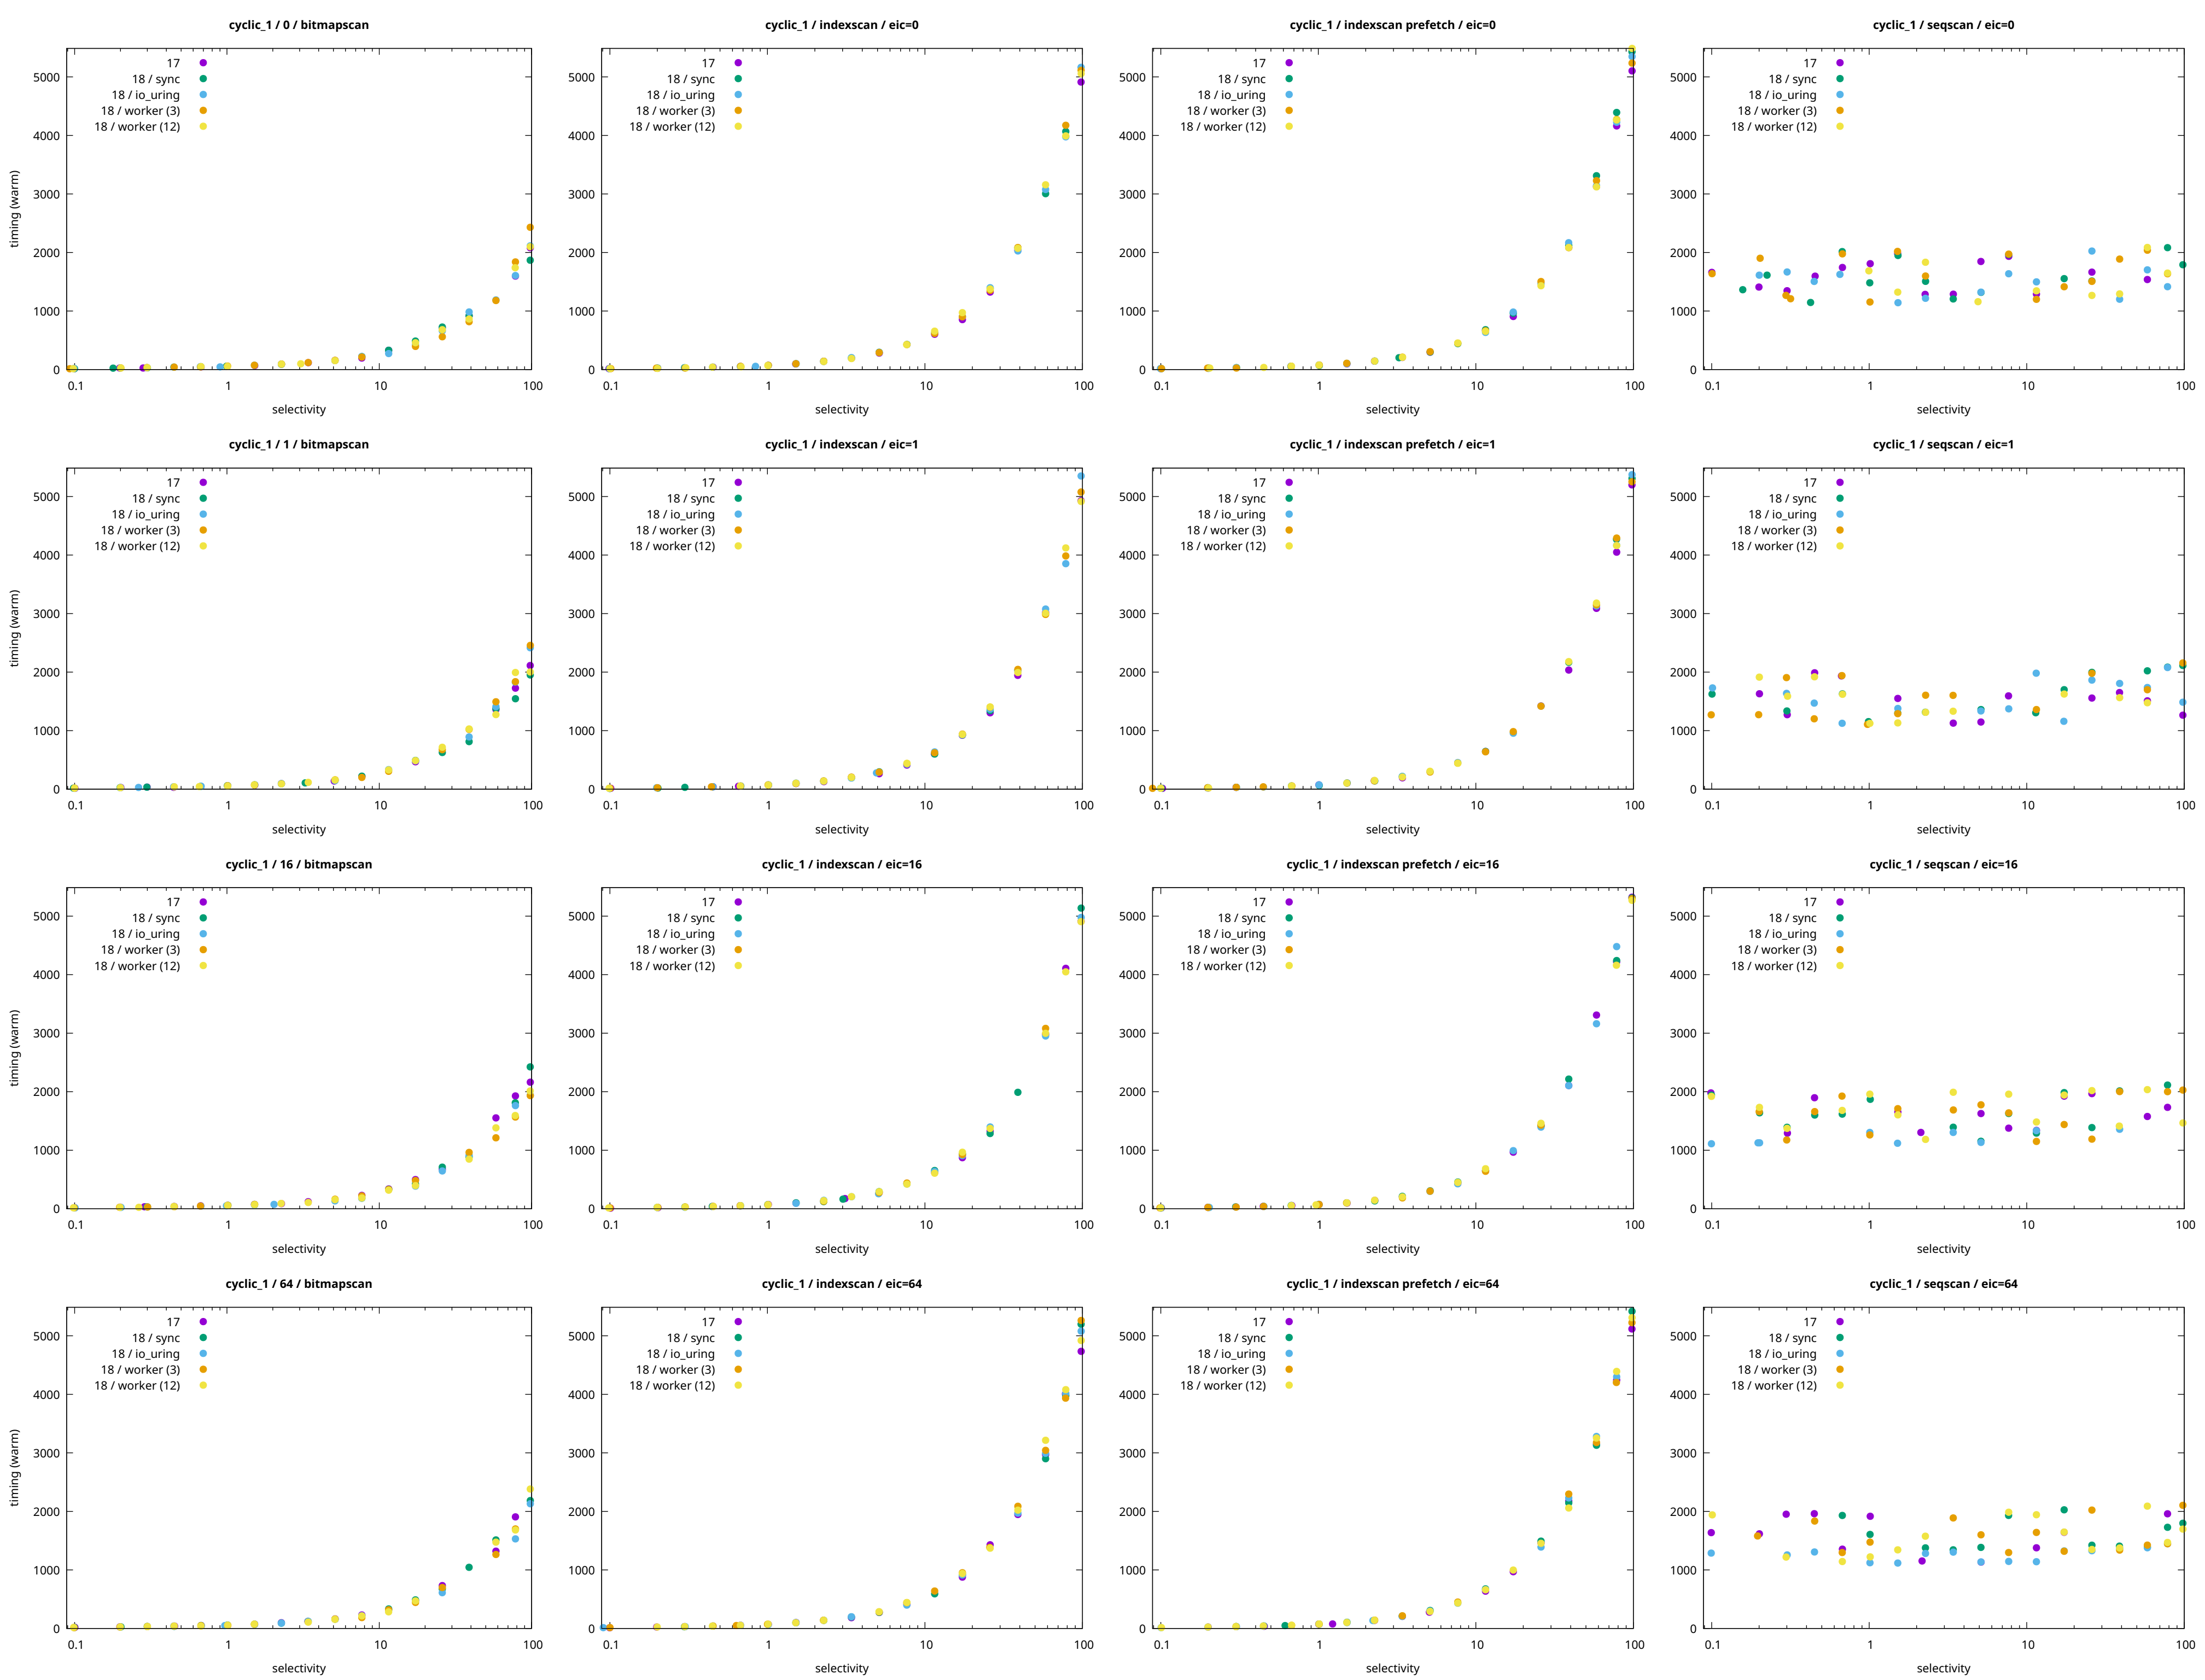 cyclic_1 / 0 / bitmapscan
timing (warm)
5000
4000
3000
2000
1000
0
17
18 / sync
18 / io_uring
18 / worker (3)
18 / worker (12)
0.1 1 10 100
selectivity
cyclic_1 / indexscan / eic=0
5000
4000
3000
2000
1000
0
17
18 / sync
18 / io_uring
18 / worker (3)
18 / worker (12)
0.1 1 10 100
selectivity
cyclic_1 / indexscan prefetch / eic=0
5000
4000
3000
2000
1000
0
17
18 / sync
18 / io_uring
18 / worker (3)
18 / worker (12)
0.1 1 10 100
selectivity
cyclic_1 / seqscan / eic=0
5000
4000
3000
2000
1000
0
17
18 / sync
18 / io_uring
18 / worker (3)
18 / worker (12)
0.1 1 10 100
selectivity
cyclic_1 / 1 / bitmapscan
timing (warm)
5000
4000
3000
2000
1000
0
17
18 / sync
18 / io_uring
18 / worker (3)
18 / worker (12)
0.1 1 10 100
selectivity
cyclic_1 / indexscan / eic=1
5000
4000
3000
2000
1000
0
17
18 / sync
18 / io_uring
18 / worker (3)
18 / worker (12)
0.1 1 10 100
selectivity
cyclic_1 / indexscan prefetch / eic=1
5000
4000
3000
2000
1000
0
17
18 / sync
18 / io_uring
18 / worker (3)
18 / worker (12)
0.1 1 10 100
selectivity
cyclic_1 / seqscan / eic=1
5000
4000
3000
2000
1000
0
17
18 / sync
18 / io_uring
18 / worker (3)
18 / worker (12)
0.1 1 10 100
selectivity
cyclic_1 / 16 / bitmapscan
timing (warm)
5000
4000
3000
2000
1000
0
17
18 / sync
18 / io_uring
18 / worker (3)
18 / worker (12)
0.1 1 10 100
selectivity
cyclic_1 / indexscan / eic=16
5000
4000
3000
2000
1000
0
17
18 / sync
18 / io_uring
18 / worker (3)
18 / worker (12)
0.1 1 10 100
selectivity
cyclic_1 / indexscan prefetch / eic=16
5000
4000
3000
2000
1000
0
17
18 / sync
18 / io_uring
18 / worker (3)
18 / worker (12)
0.1 1 10 100
selectivity
cyclic_1 / seqscan / eic=16
5000
4000
3000
2000
1000
0
17
18 / sync
18 / io_uring
18 / worker (3)
18 / worker (12)
0.1 1 10 100
selectivity
cyclic_1 / 64 / bitmapscan
timing (warm)
5000
4000
3000
2000
1000
0
17
18 / sync
18 / io_uring
18 / worker (3)
18 / worker (12)
0.1 1 10 100
selectivity
cyclic_1 / indexscan / eic=64
5000
4000
3000
2000
1000
0
17
18 / sync
18 / io_uring
18 / worker (3)
18 / worker (12)
0.1 1 10 100
selectivity
cyclic_1 / indexscan prefetch / eic=64
5000
4000
3000
2000
1000
0
17
18 / sync
18 / io_uring
18 / worker (3)
18 / worker (12)
0.1 1 10 100
selectivity
cyclic_1 / seqscan / eic=64
5000
4000
3000
2000
1000
0
17
18 / sync
18 / io_uring
18 / worker (3)
18 / worker (12)
0.1 1 10 100
selectivity